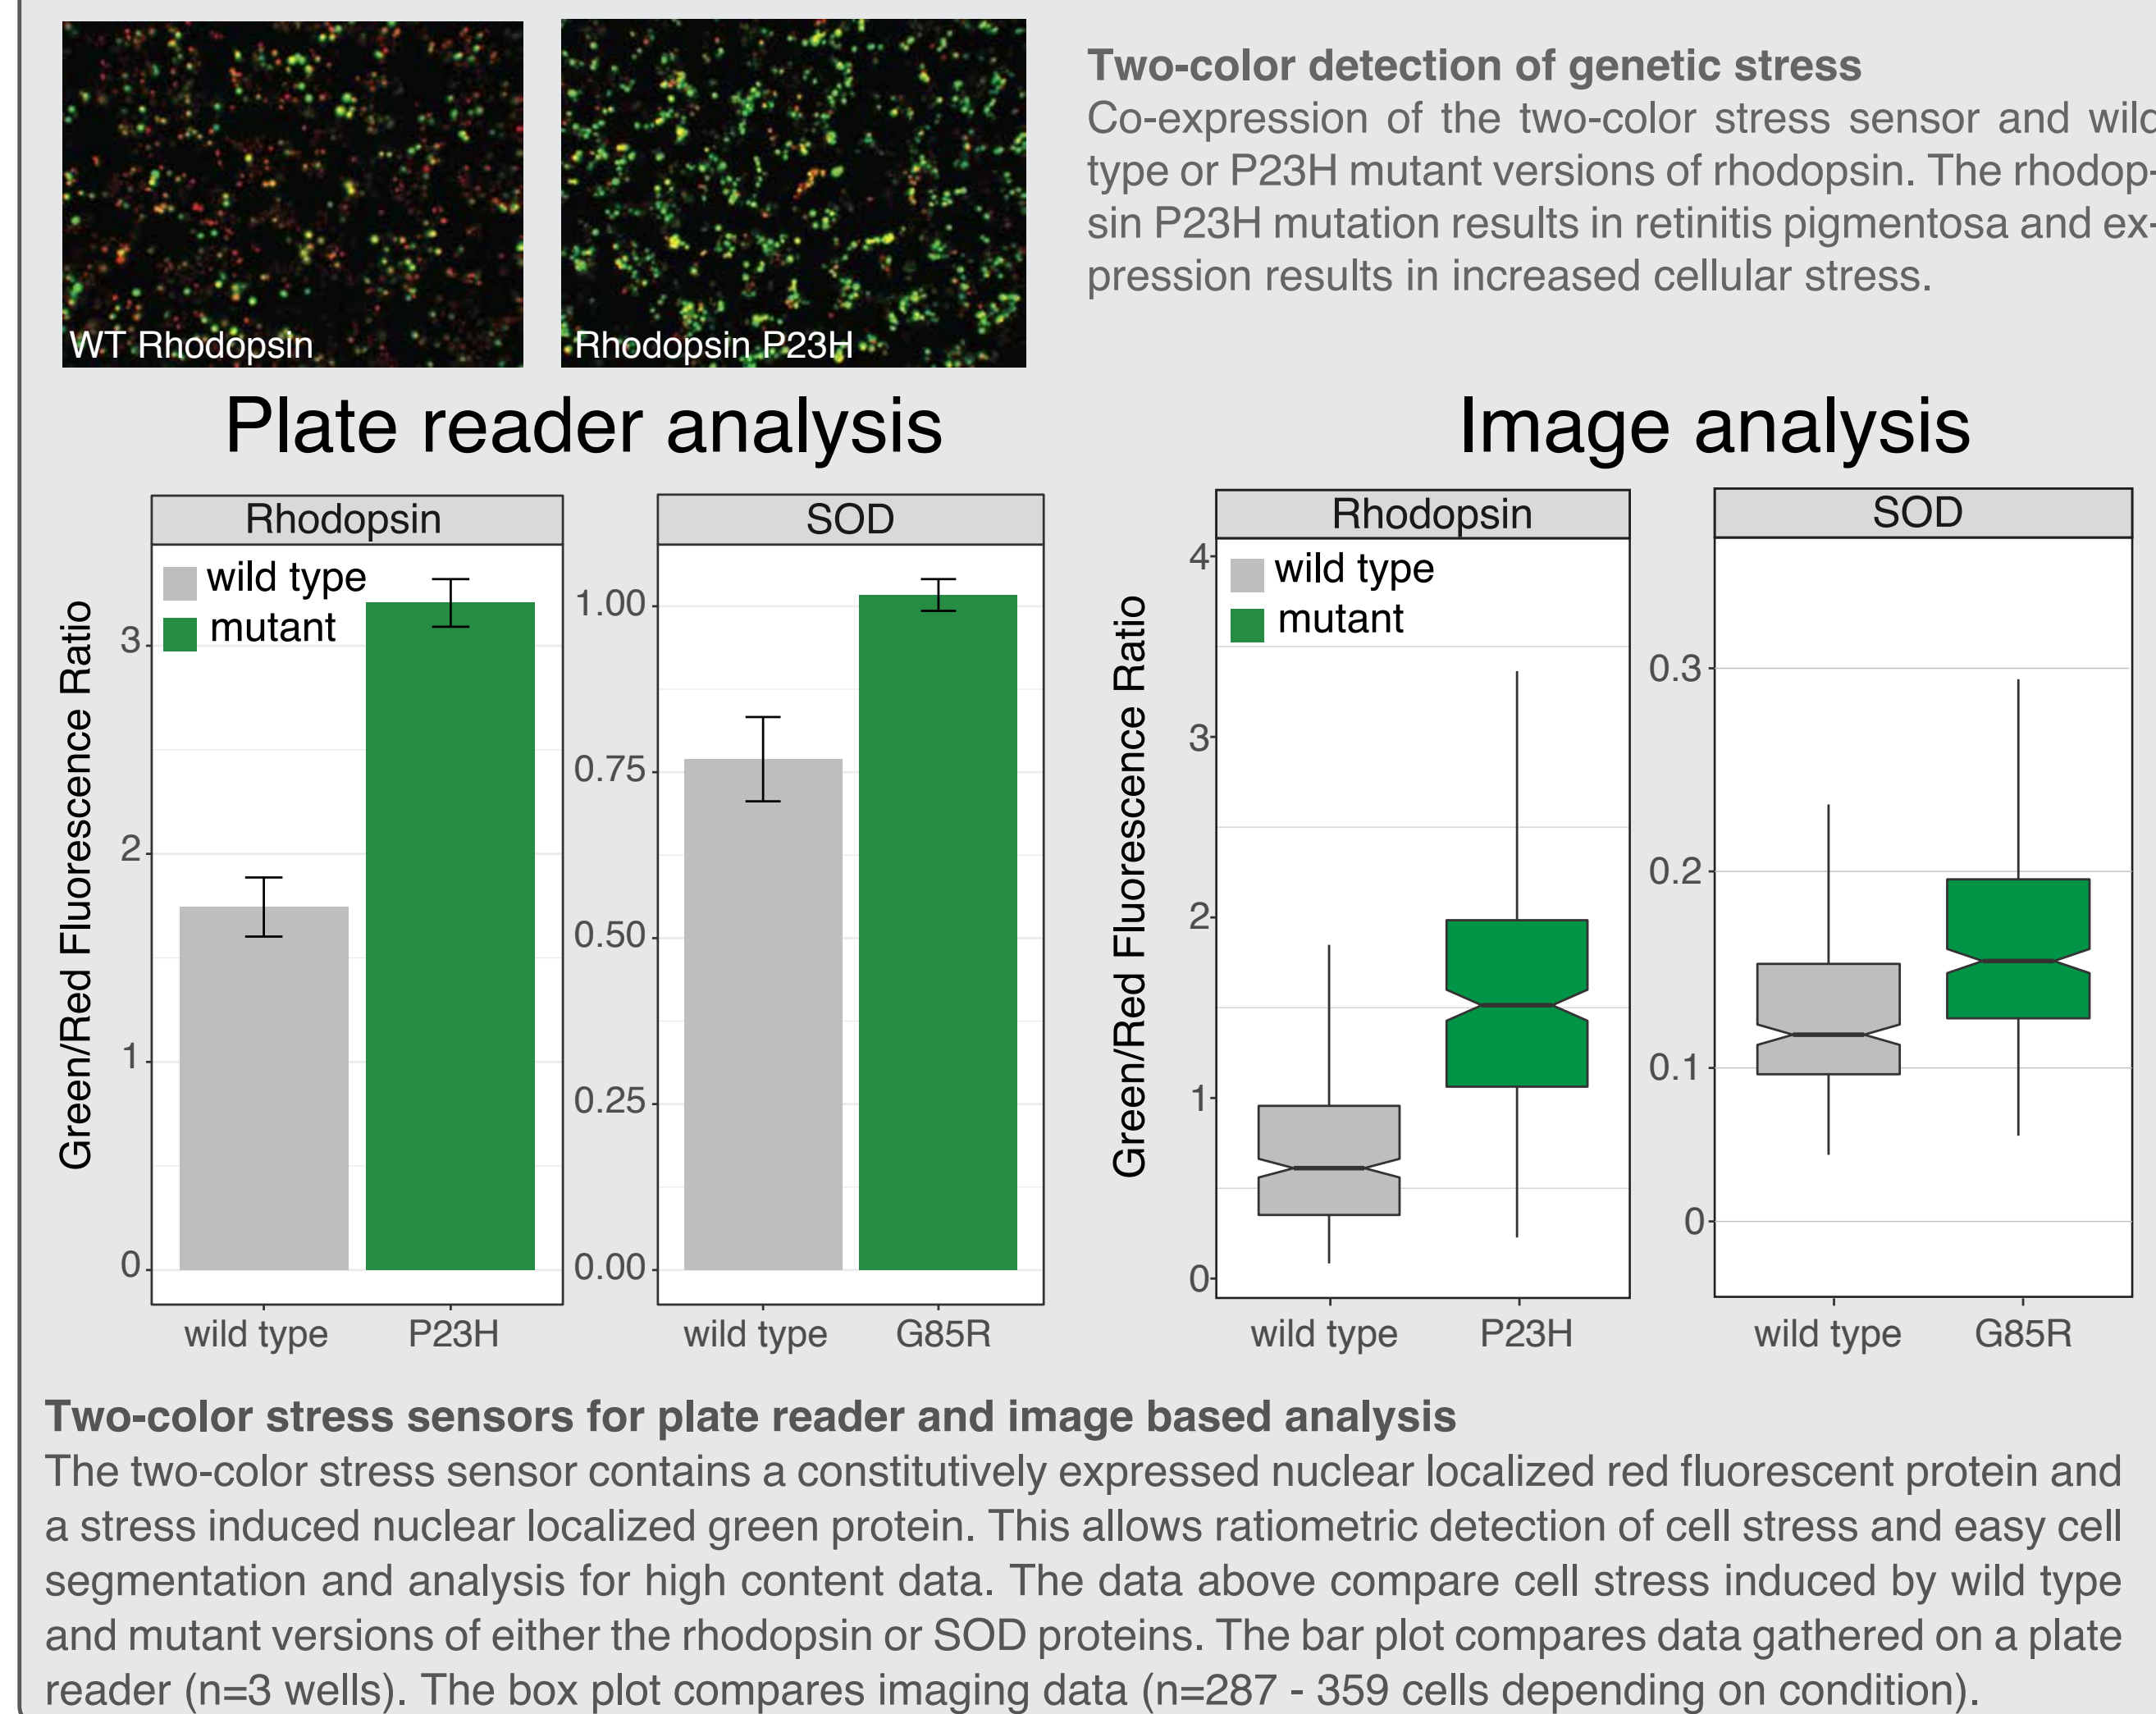 WT Rhodopsin
Rhodopsin P23H
Two-color detection of genetic stress
Co-expression of the two-color stress sensor and wild
type or P23H mutant versions of rhodopsin. The rhodop-
sin P23H mutation results in retinitis pigmentosa and ex-
pression results in increased cellular stress.
Plate reader analysis
Rhodopsin
wild type
mutant
Green/Red Fluorescence Ratio
3
2
1
0
wild type
P23H
SOD
1.00
0.75
0.50
0.25
0.00
wild type
G85R
Image analysis
Rhodopsin
wild type
mutant
Green/Red Fluorescence Ratio
4
3
2
1
0
wild type
P23H
SOD
0.3
0.2
0.1
0
wild type
G85R
Two-color stress sensors for plate reader and image based analysis
The two-color stress sensor contains a constitutively expressed nuclear localized red fluorescent protein and
a stress induced nuclear localized green protein. This allows ratiometric detection of cell stress and easy cell
segmentation and analysis for high content data. The data above compare cell stress induced by wild type
and mutant versions of either the rhodopsin or SOD proteins. The bar plot compares data gathered on a plate
reader (n=3 wells). The box plot compares imaging data (n=287 - 359 cells depending on condition).